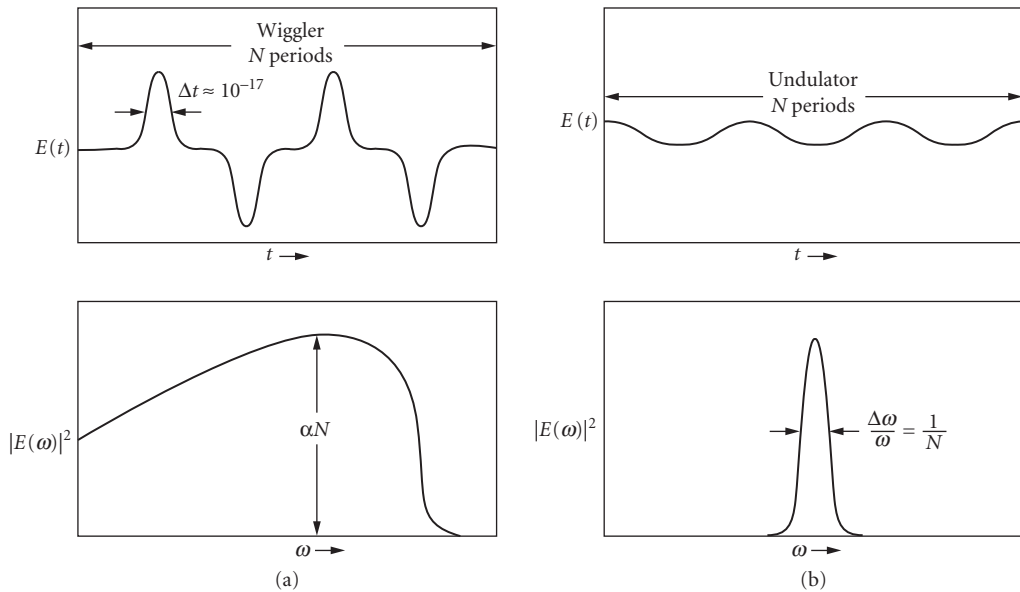 Wiggler
N periods
Δt ≈ 10⁻¹⁷
E(t)
t
Undulator
N periods
E(t)
t
|E(ω)|²
αN
ω
(a)
|E(ω)|²
Δω/ω = 1/N
ω
(b)